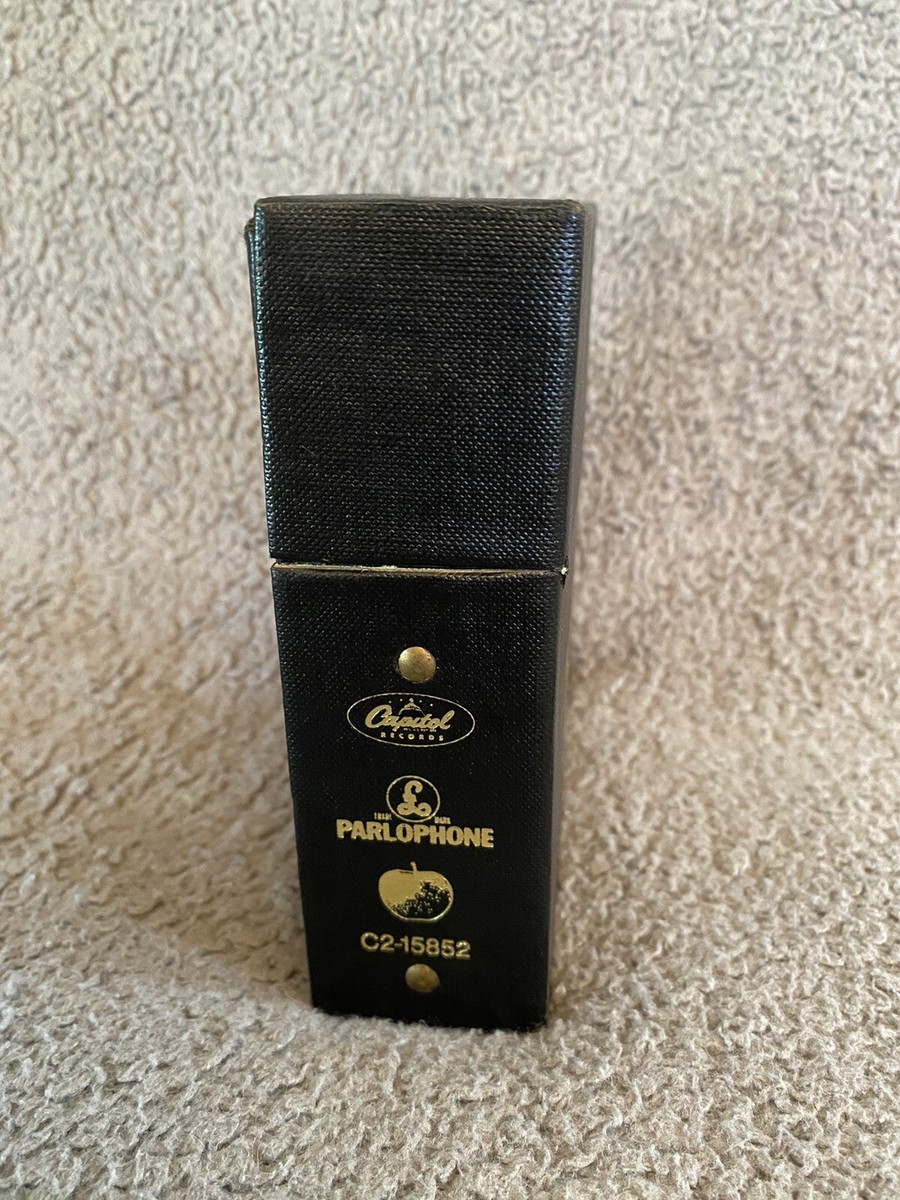 Capitol
RECORDS
£
TRADE MARK
PARLOPHONE
C2-15852